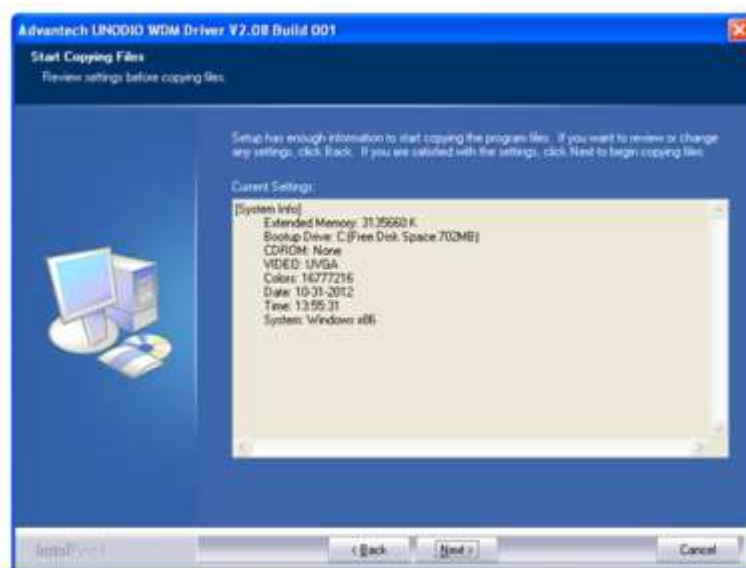 Advantech UNODIO WDM Driver V2.08 Build 001
Start Copying Files
Review settings before copying files.
Setup has enough information to start copying the program files. If you want to review or change
any settings, click Back. If you are satisfied with the settings, click Next to begin copying files.
Current Settings:
[System Info]
Extended Memory: 3135660 K
Bootup Drive: C(Free Disk Space 702MB)
CDROM: None
VIDEO: UVGA
Colors: 16777216
Date: 10-31-2012
Time: 13:55:31
System: Windows x86
< Back
Next >
Cancel